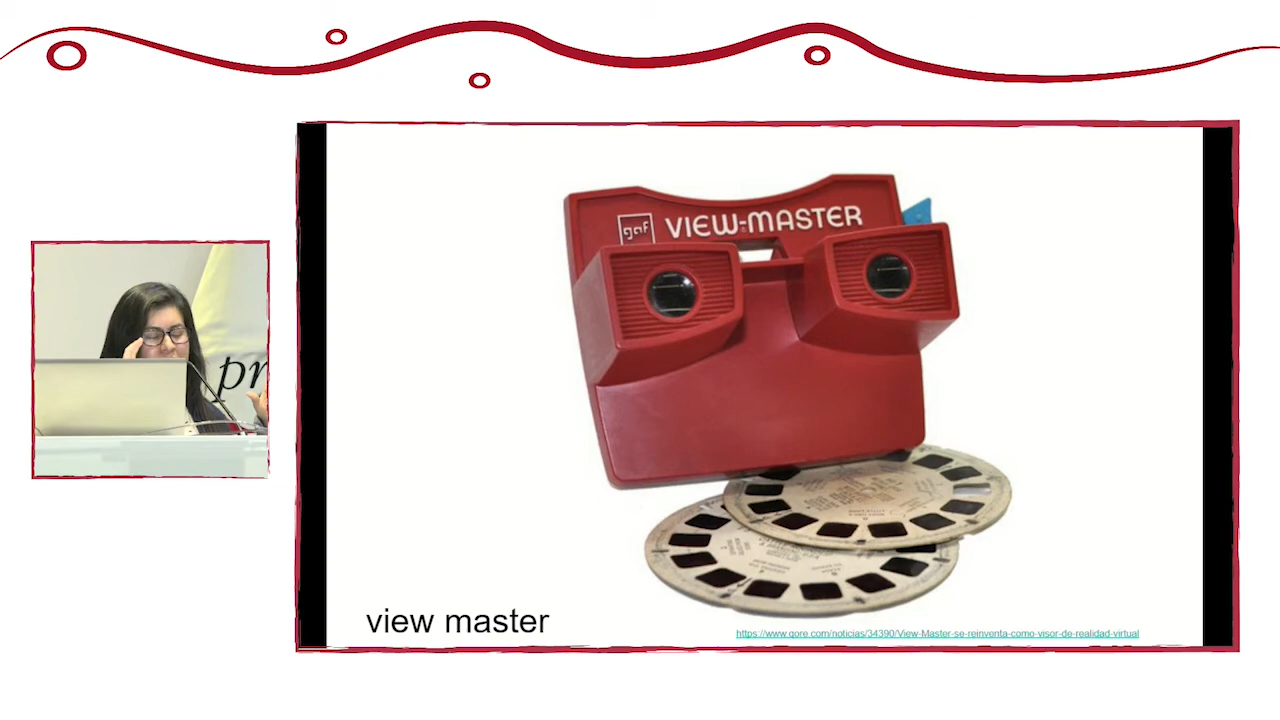 gaf VIEW-MASTER
pr
view master
https://www.qore.com/noticias/34390/View-Master-se-reinventa-como-visor-de-realidad-virtual